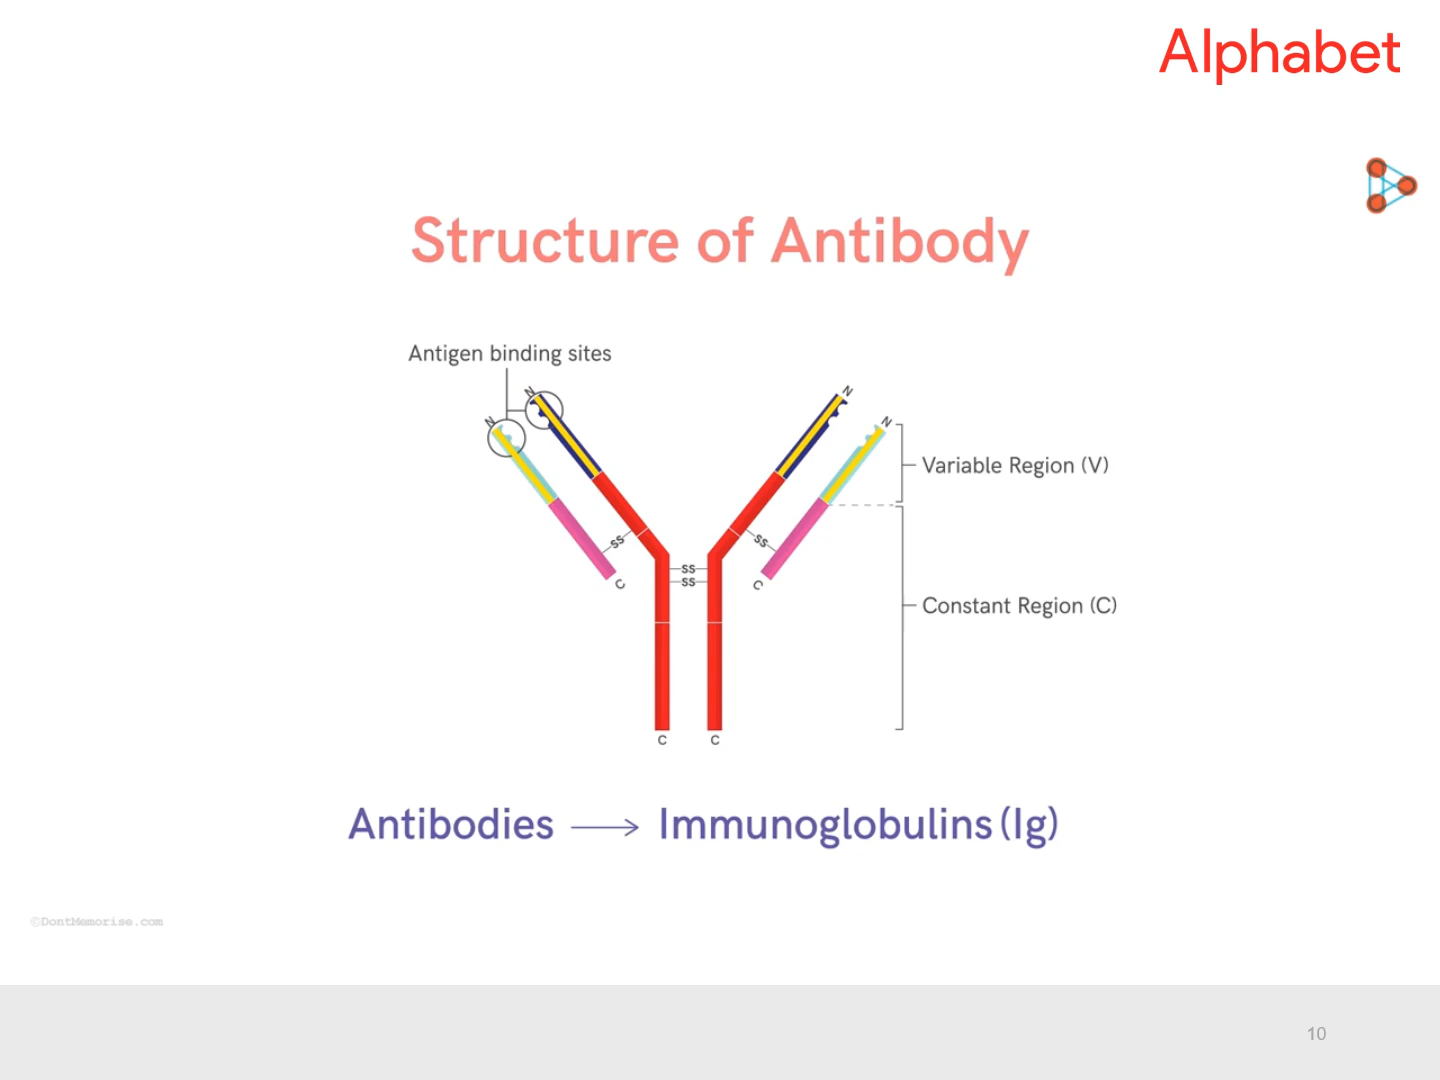 Alphabet
Structure of Antibody
Antigen binding sites
N
N
N
N
Variable Region (V)
ss
ss
ss
ss
C
C
Constant Region (C)
C
C
Antibodies → Immunoglobulins (Ig)
©DontMemorise.com
10